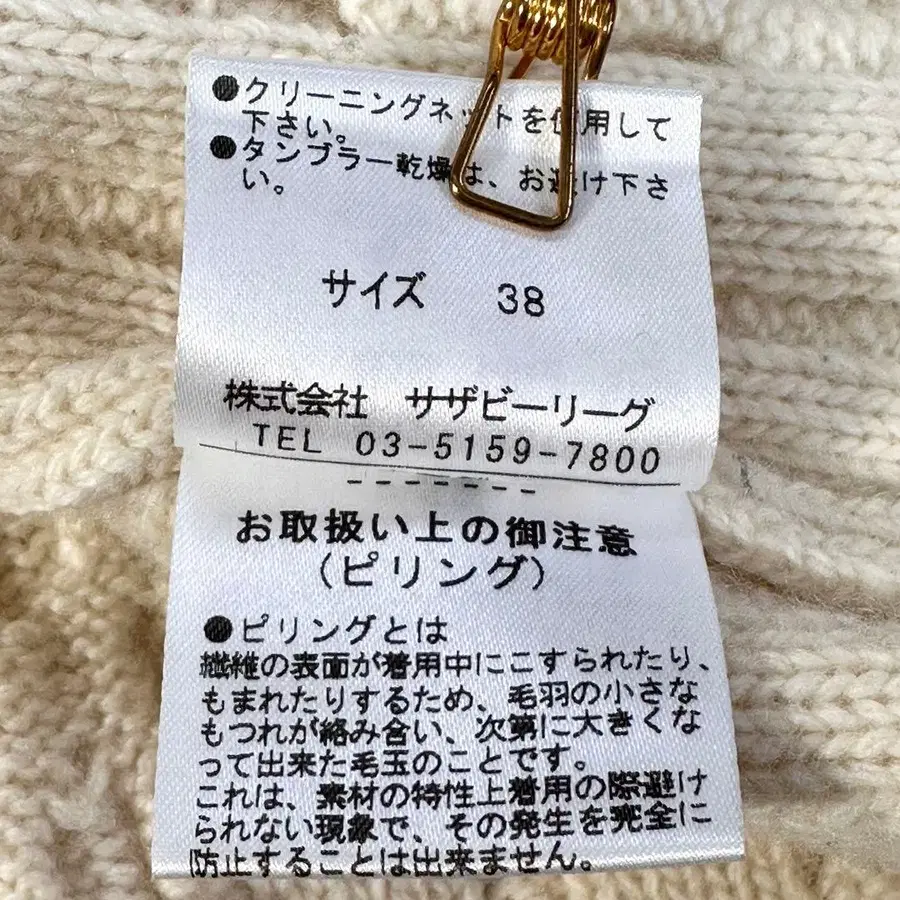 ●クリーニングネットを使用して
下さい。
●タンブラー乾燥は、お避け下さ
い。
サイズ 38
株式会社 サザビーリーグ
TEL 03-5159-7800
-------
お取扱い上の御注意
(ピリング)
●ピリングとは
繊維の表面が着用中にこすられたり、
もまれたりするため、毛羽の小さな
もつれが絡み合い、次第に大きくな
って出来た毛玉のことです。
これは、素材の特性上着用の際避け
られない現象で、その発生を完全に
防止することは出来ません。